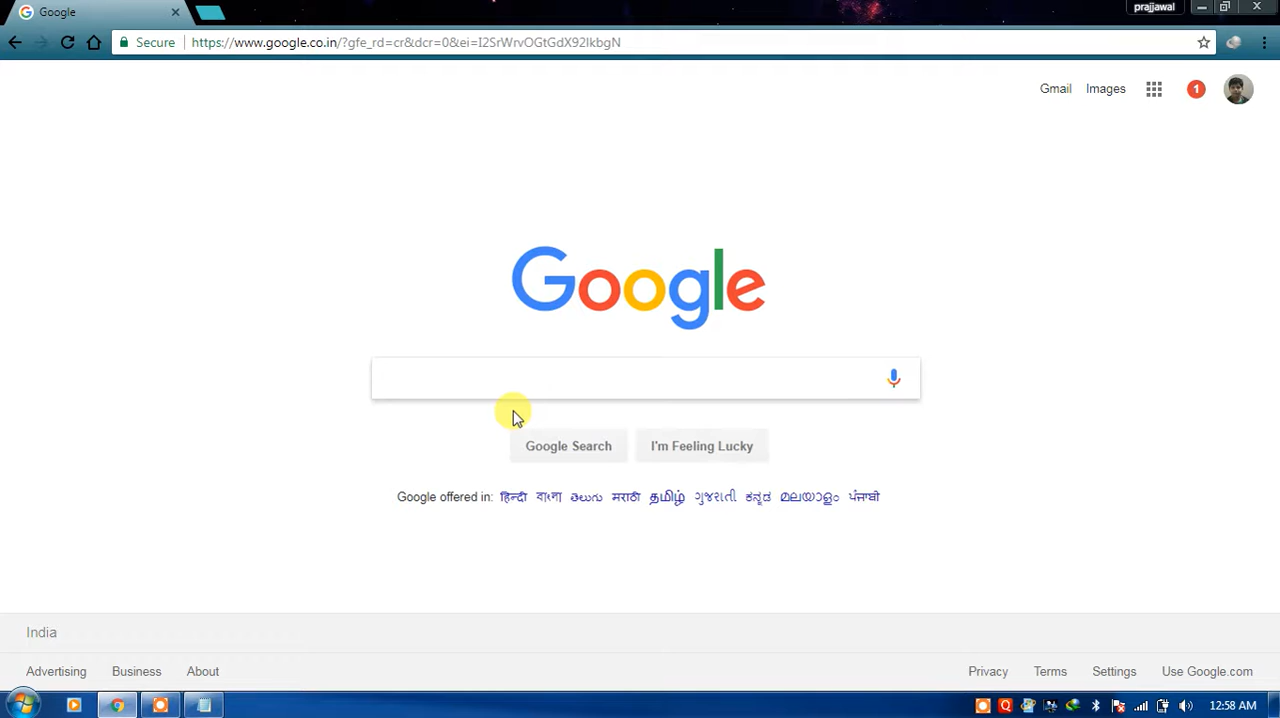 Google
prajjawal
Secure
https://www.google.co.in/?gfe_rd=cr&dcr=0&ei=I2SrWrvOGtGdX92IkbgN
Gmail Images 1
Google
Google Search I'm Feeling Lucky
Google offered in: हिन्दी বাংলা తెలుగు मराठी தமிழ் ગુજરાતી ಕನ್ನಡ മലയാളം ਪੰਜਾਬੀ
India
Advertising Business About Privacy Terms Settings Use Google.com
12:58 AM